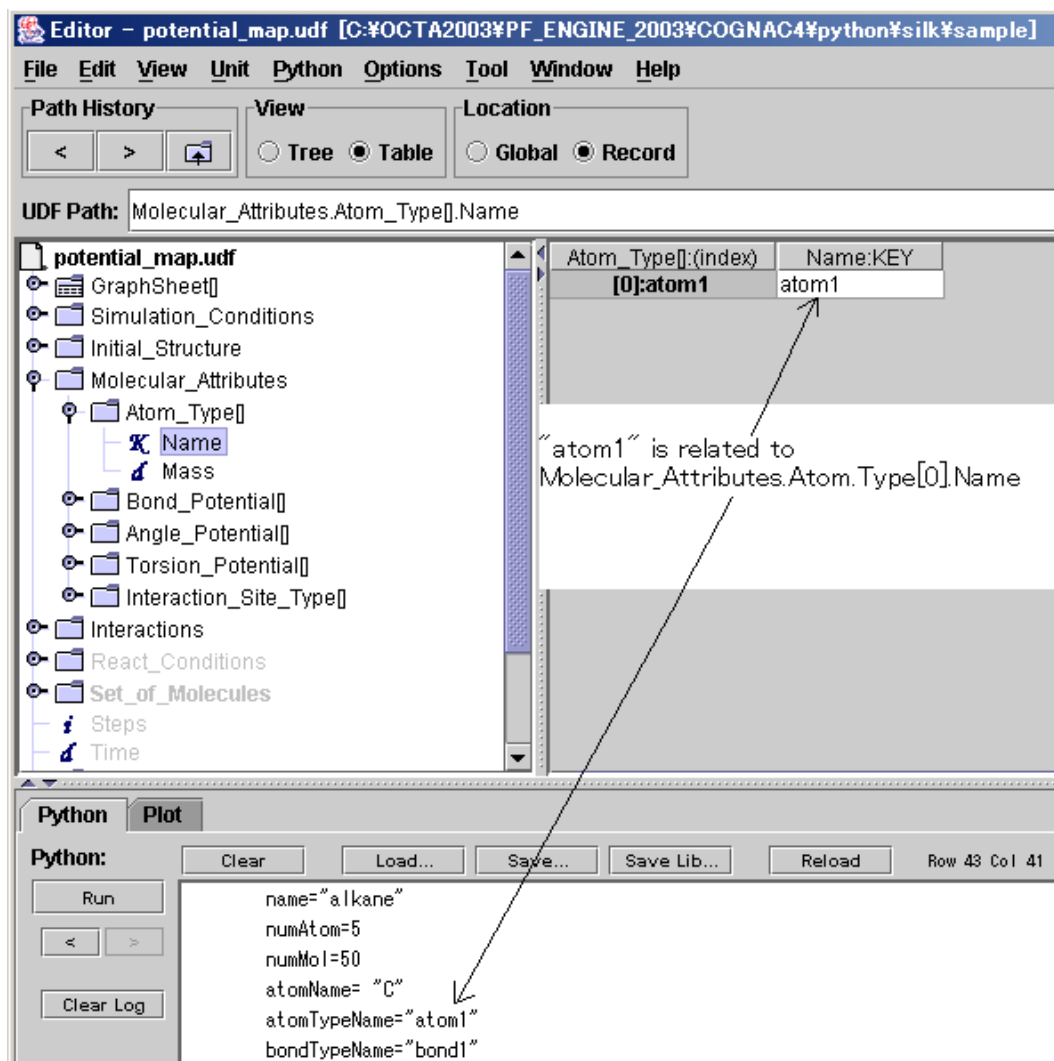 Editor - potential_map.udf [C:¥OCTA2003¥PF_ENGINE_2003¥COGNAC4¥python¥silk¥sample]
File Edit View Unit Python Options Tool Window Help
Path History View Location
< > Tree Table Global Record
UDF Path: Molecular_Attributes.Atom_Type[].Name
potential_map.udf
GraphSheet[]
Simulation_Conditions
Initial_Structure
Molecular_Attributes
Atom_Type[]
K Name
d Mass
Bond_Potential[]
Angle_Potential[]
Torsion_Potential[]
Interaction_Site_Type[]
Interactions
React_Conditions
Set_of_Molecules
i Steps
d Time
Atom_Type[]:(index) Name:KEY
[0]:atom1 atom1
"atom1" is related to
Molecular_Attributes.Atom.Type[0].Name
Python Plot
Python: Clear Load... Save... Save Lib... Reload Row 43 Col 41
Run
< >
Clear Log
name="alkane"
numAtom=5
numMol=50
atomName= "C"
atomTypeName="atom1"
bondTypeName="bond1"